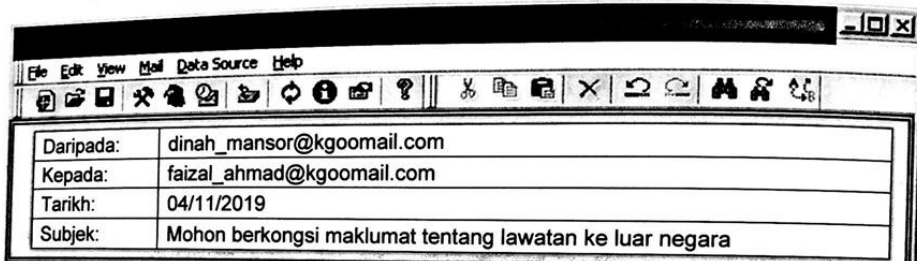 File Edit View Mail Data Source Help
Daripada: dinah_mansor@kgoomail.com
Kepada: faizal_ahmad@kgoomail.com
Tarikh: 04/11/2019
Subjek: Mohon berkongsi maklumat tentang lawatan ke luar negara